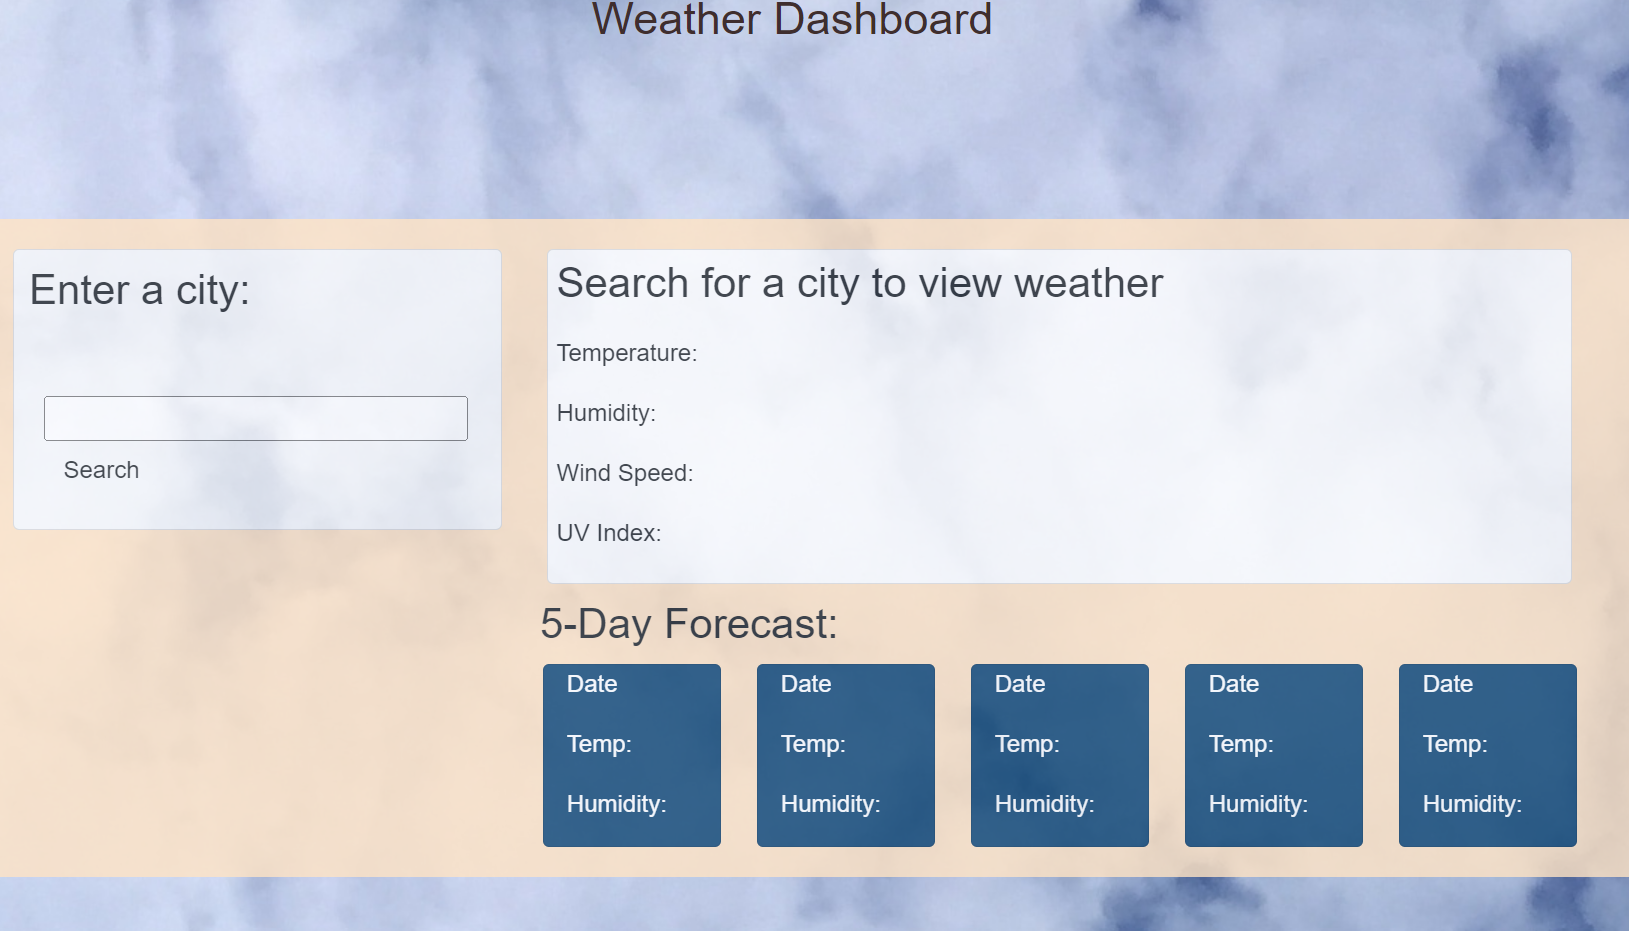 Weather Dashboard
Enter a city:
Search
Search for a city to view weather
Temperature:
Humidity:
Wind Speed:
UV Index:
5-Day Forecast:
Date
Temp:
Humidity:
Date
Temp:
Humidity:
Date
Temp:
Humidity:
Date
Temp:
Humidity:
Date
Temp:
Humidity: